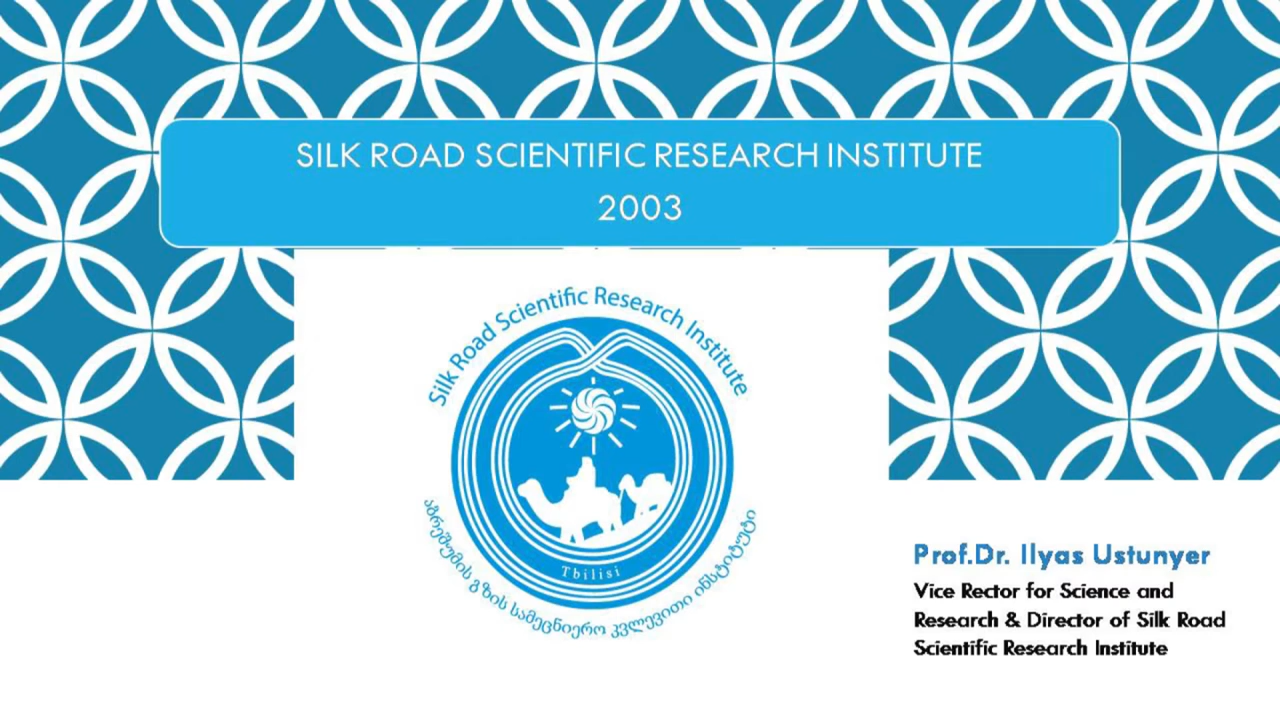 SILK ROAD SCIENTIFIC RESEARCH INSTITUTE
2003
Silk Road Scientific Research Institute
Tbilisi
აბრეშუმის გზის სამეცნიერო კვლევითი ინსტიტუტი
Prof.Dr. Ilyas Ustunyer
Vice Rector for Science and
Research & Director of Silk Road
Scientific Research Institute